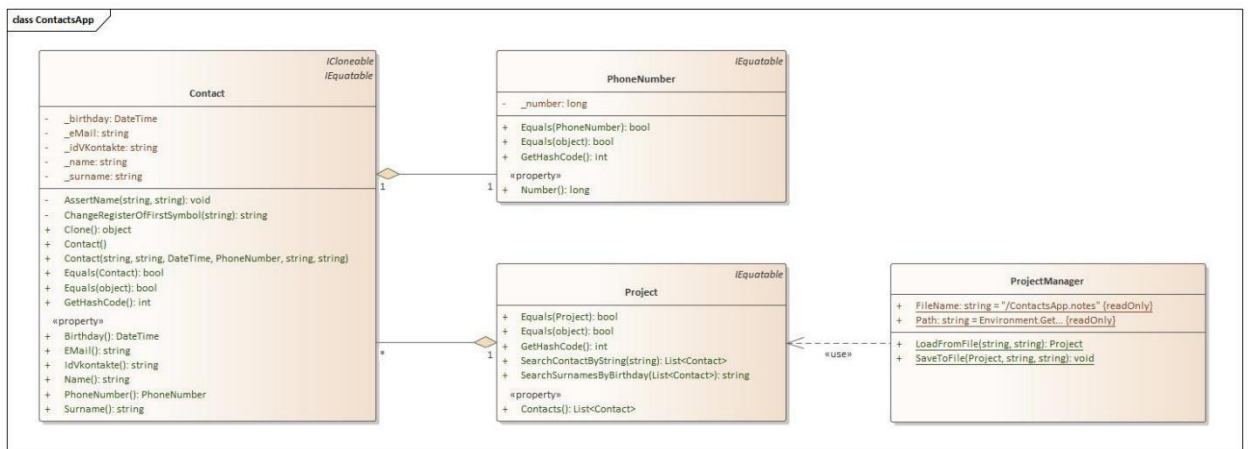 class ContactsApp
ICloneable
IEquatable
Contact
- _birthday: DateTime
- _eMail: string
- _idVKontakte: string
- _name: string
- _surname: string
- AssertName(string, string): void
- ChangeRegisterOfFirstSymbol(string): string
+ Clone(): object
+ Contact()
+ Contact(string, string, DateTime, PhoneNumber, string, string)
+ Equals(Contact): bool
+ Equals(object): bool
+ GetHashCode(): int
«property»
+ Birthday(): DateTime
+ EMail(): string
+ IdVkontakte(): string
+ Name(): string
+ PhoneNumber(): PhoneNumber
+ Surname(): string
1
1
IEquatable
PhoneNumber
- _number: long
+ Equals(PhoneNumber): bool
+ Equals(object): bool
+ GetHashCode(): int
«property»
+ Number(): long
*
1
IEquatable
Project
+ Equals(Project): bool
+ Equals(object): bool
+ GetHashCode(): int
+ SearchContactByString(string): List<Contact>
+ SearchSurnamesByBirthday(List<Contact>): string
«property»
+ Contacts(): List<Contact>
«use»
ProjectManager
+ FileName: string = "/ContactsApp.notes" {readOnly}
+ Path: string = Environment.Get... {readOnly}
+ LoadFromFile(string, string): Project
+ SaveToFile(Project, string, string): void